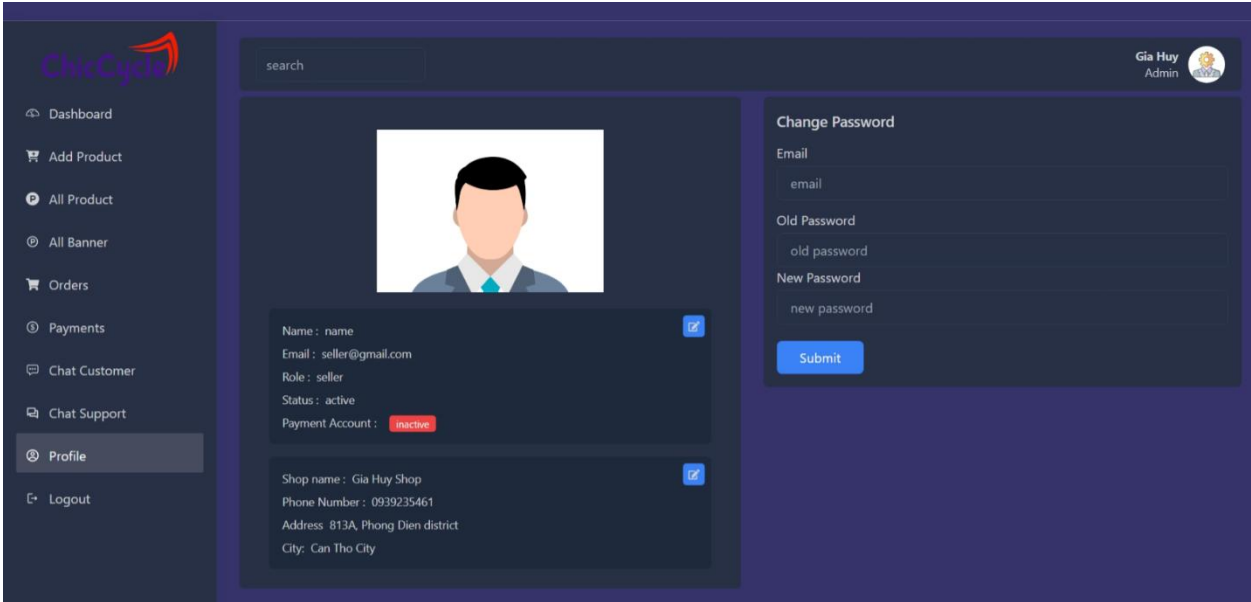 ChicCycle
Dashboard
Add Product
All Product
All Banner
Orders
Payments
Chat Customer
Chat Support
Profile
Logout
search
Gia Huy
Admin
Name : name
Email : seller@gmail.com
Role : seller
Status : active
Payment Account : inactive
Shop name : Gia Huy Shop
Phone Number : 0939235461
Address 813A, Phong Dien district
City: Can Tho City
Change Password
Email
email
Old Password
old password
New Password
new password
Submit